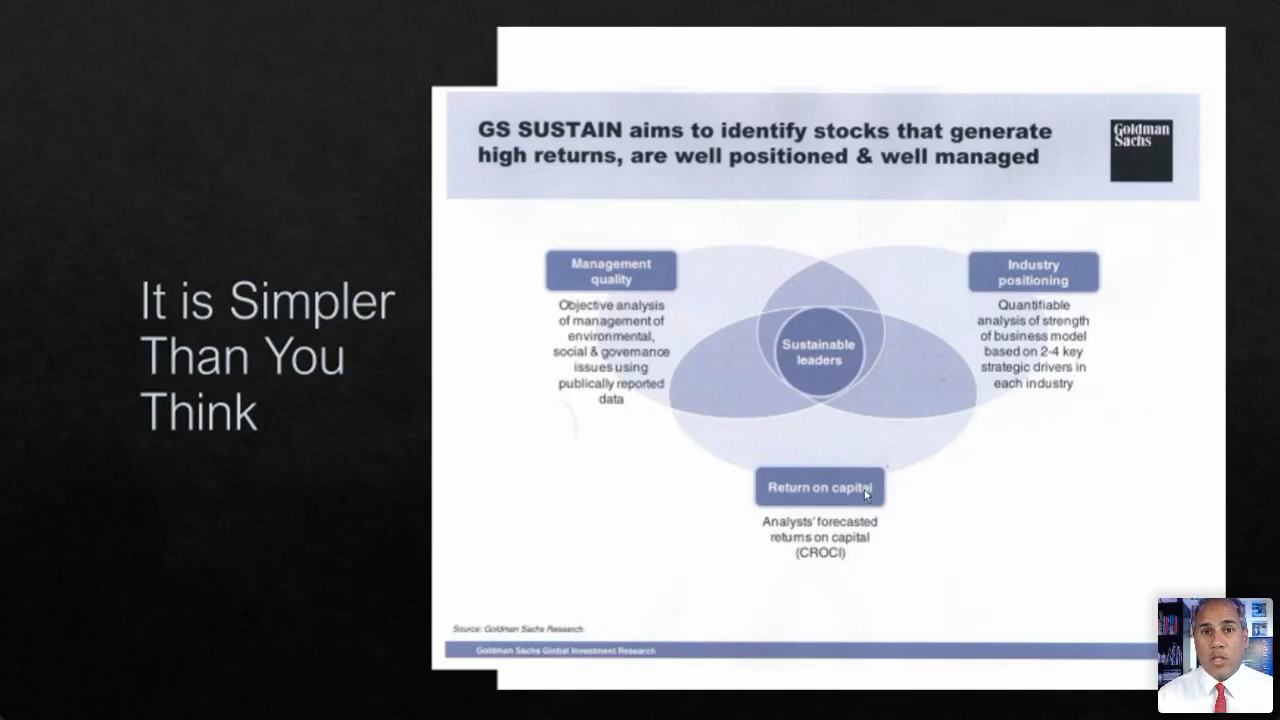 It is Simpler
Than You
Think
GS SUSTAIN aims to identify stocks that generate
high returns, are well positioned & well managed
Goldman
Sachs
Management
quality
Objective analysis
of management of
environmental,
social & governance
issues using
publically reported
data
Industry
positioning
Quantifiable
analysis of strength
of business model
based on 2-4 key
strategic drivers in
each industry
Sustainable
leaders
Return on capital
Analysts' forecasted
returns on capital
(CROCI)
Source: Goldman Sachs Research.
Goldman Sachs Global Investment Research